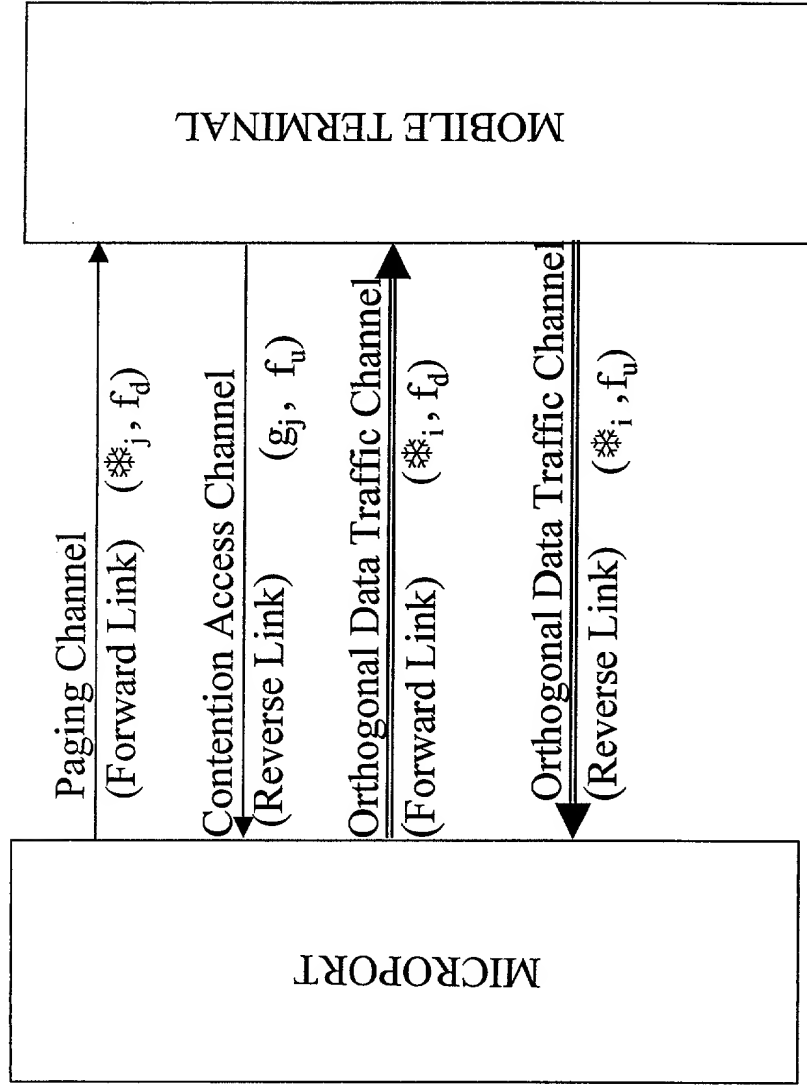 MICROPORT
MOBILE TERMINAL
Paging Channel
(Forward Link) (❄j, fd)
Contention Access Channel
(Reverse Link) (gj, fu)
Orthogonal Data Traffic Channel
(Forward Link) (❄i, fd)
Orthogonal Data Traffic Channel
(Reverse Link) (❄i, fu)